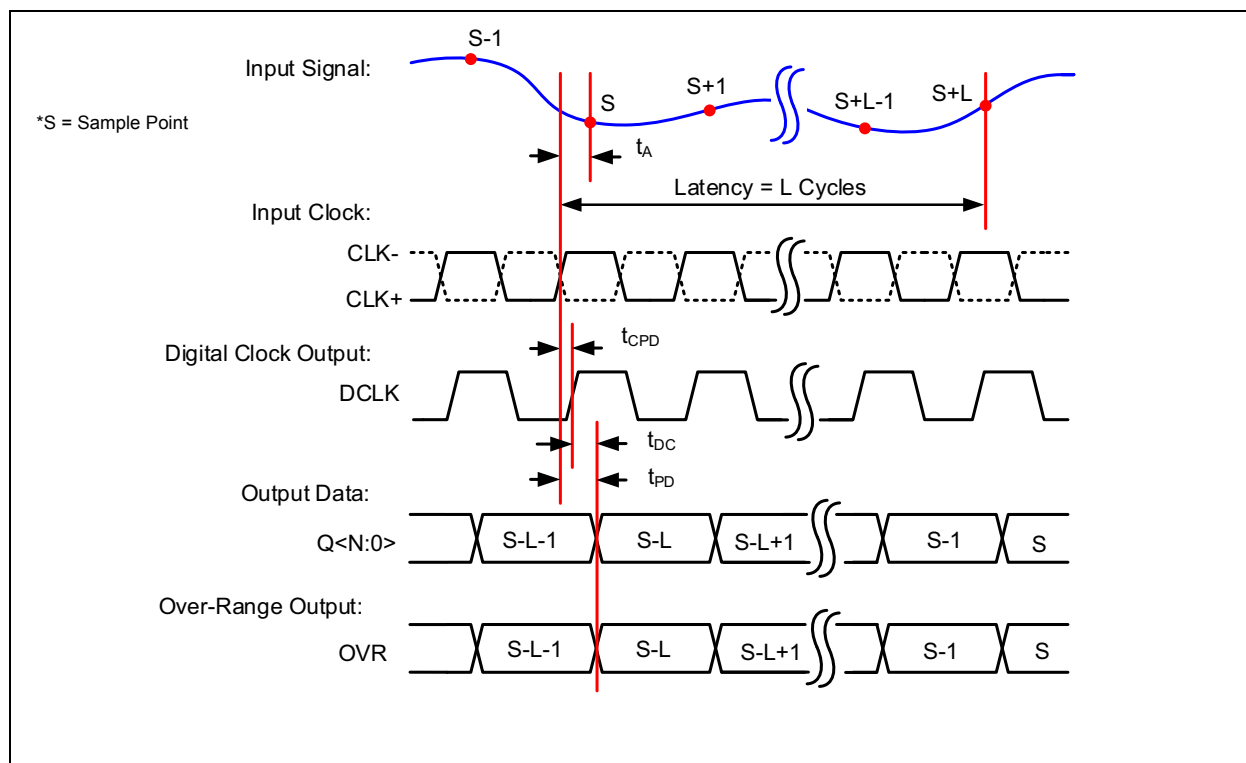 S-1
Input Signal:
S
S+1
S+L-1
S+L
*S = Sample Point
tA
Latency = L Cycles
Input Clock:
CLK-
CLK+
tCPD
Digital Clock Output:
DCLK
tDC
tPD
Output Data:
Q<N:0>
S-L-1
S-L
S-L+1
S-1
S
Over-Range Output:
OVR
S-L-1
S-L
S-L+1
S-1
S